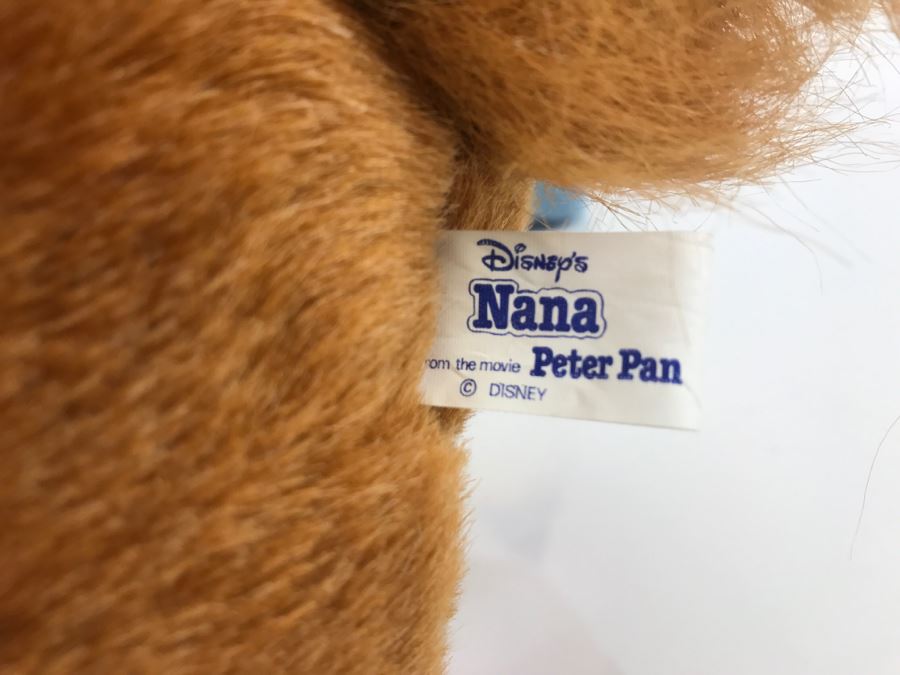 Disney's
Nana
rom the movie Peter Pan
© DISNEY